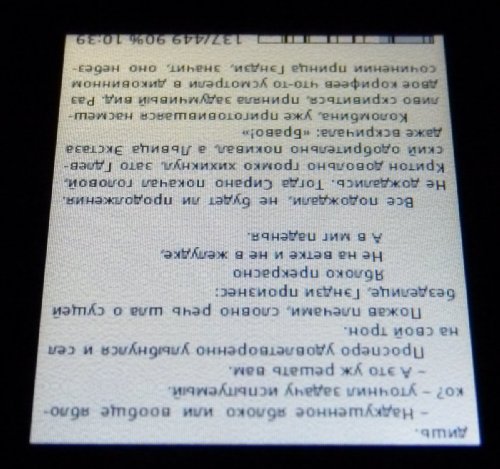 дишь.
– Надкушенное яблоко или вообще ябло-
ко? – уточнил задачу испытуемый.
– А это уж решать вам.
Просперо удовлетворенно улыбнулся и сел
на свой трон.
Пожав плечами, словно речь шла о сущей
безделице, Гэндзи произнес:
Яблоко прекрасно
Не на ветке и не в желудке,
А в миг паденья.
Все подождали, не будет ли продолжения.
Не дождались. Тогда Сирано покачал головой,
Критон довольно громко хихикнул, зато Гдлев-
ский одобрительно покивал, а Львица Экстаза
даже вскричала: «Браво!»
Коломбина, уже приготовившаяся насмеш-
ливо скривиться, приняла задумчивый вид. Раз
двое корифеев что-то усмотрели в диковинном
сочинении принца Гэндзи, значит, оно небез-
137/449 90% 10:39